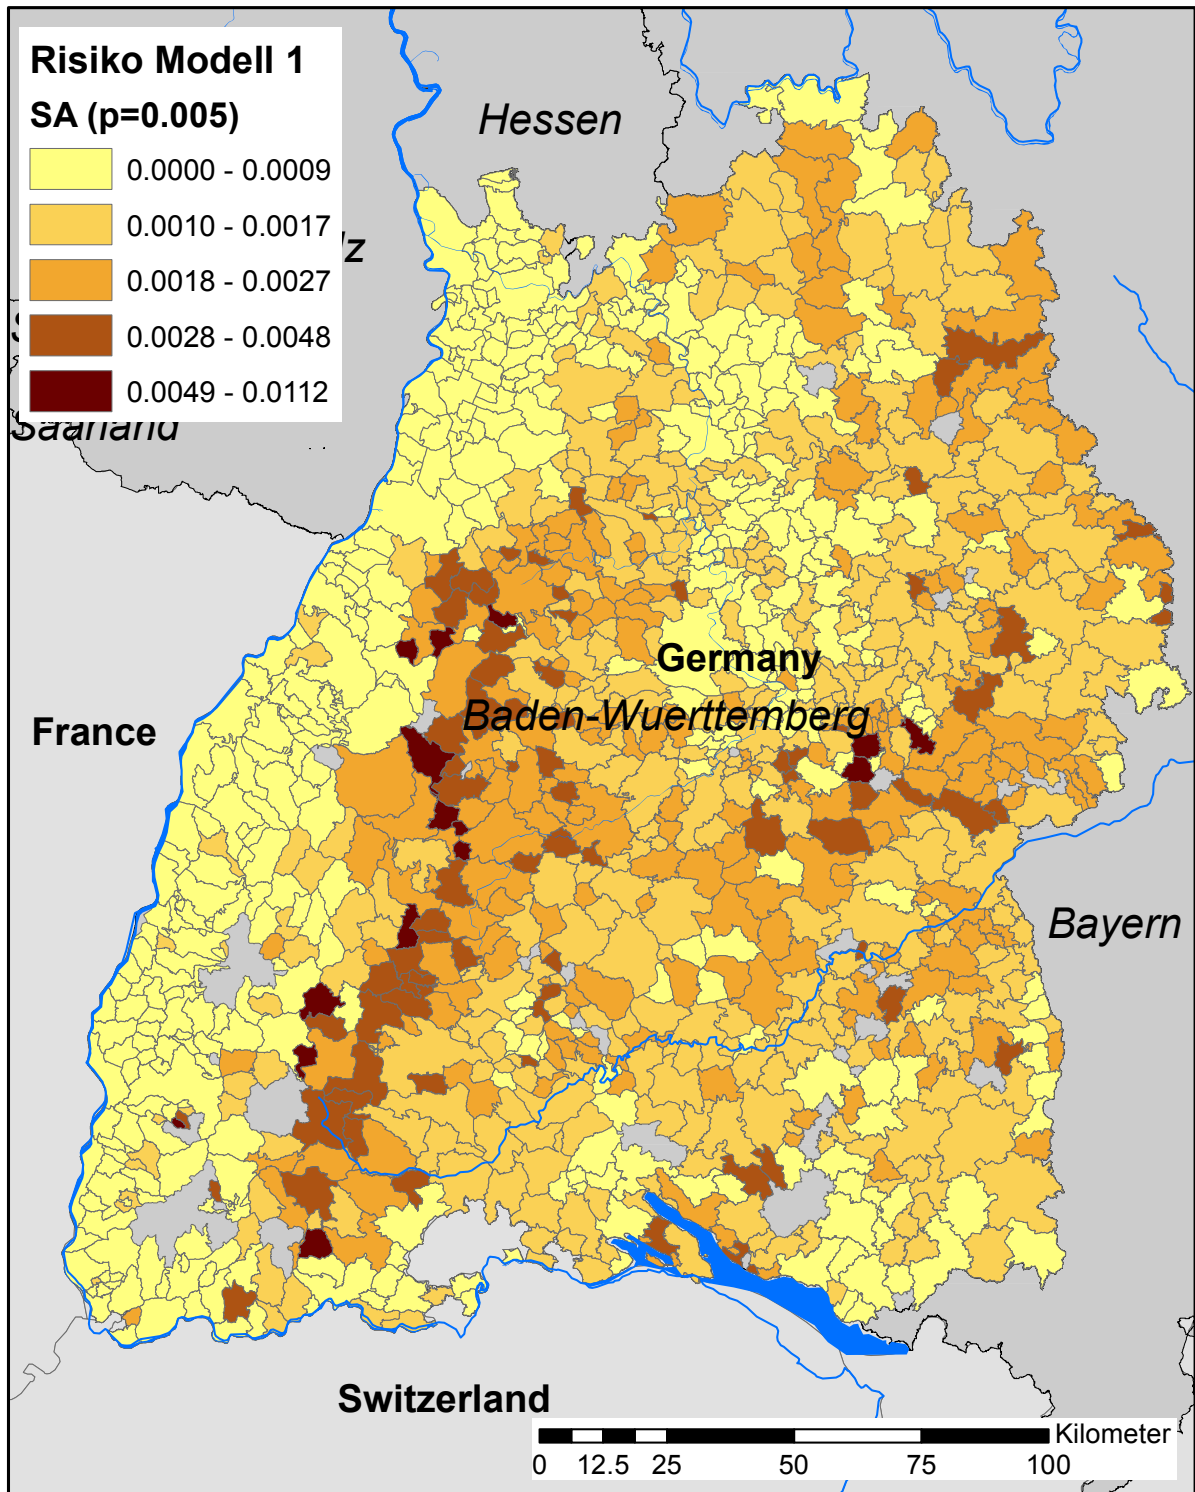 Risiko Modell 1
SA (p=0.005)
0.0000 - 0.0009
0.0010 - 0.0017
0.0018 - 0.0027
0.0028 - 0.0048
0.0049 - 0.0112
Hessen
lz
S
Saarland
Germany
Baden-Wuerttemberg
France
Bayern
Switzerland
Kilometer
0 12.5 25 50 75 100